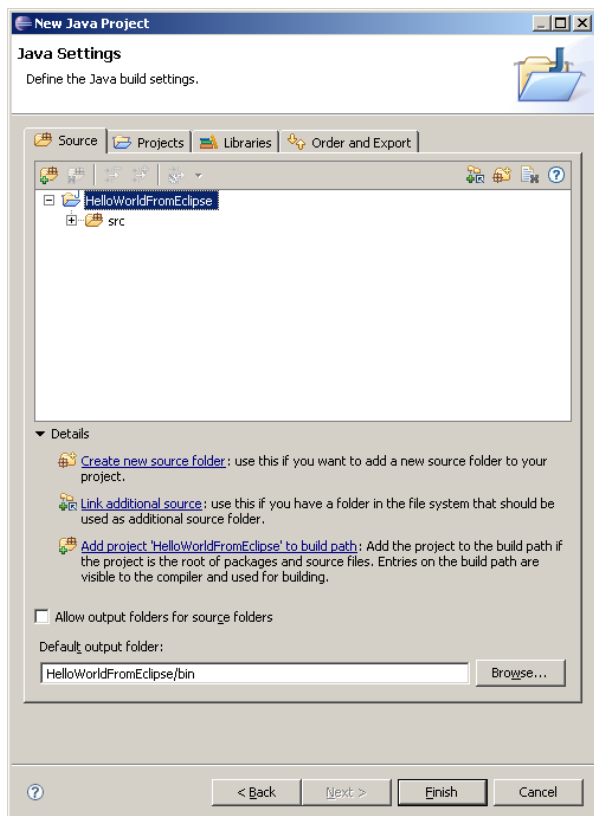 New Java Project
Java Settings
Define the Java build settings.
Source Projects Libraries Order and Export
HelloWorldFromEclipse
src
Details
Create new source folder: use this if you want to add a new source folder to your
project.
Link additional source: use this if you have a folder in the file system that should be
used as additional source folder.
Add project 'HelloWorldFromEclipse' to build path: Add the project to the build path if
the project is the root of packages and source files. Entries on the build path are
visible to the compiler and used for building.
Allow output folders for source folders
Default output folder:
HelloWorldFromEclipse/bin Browse...
< Back Next > Finish Cancel